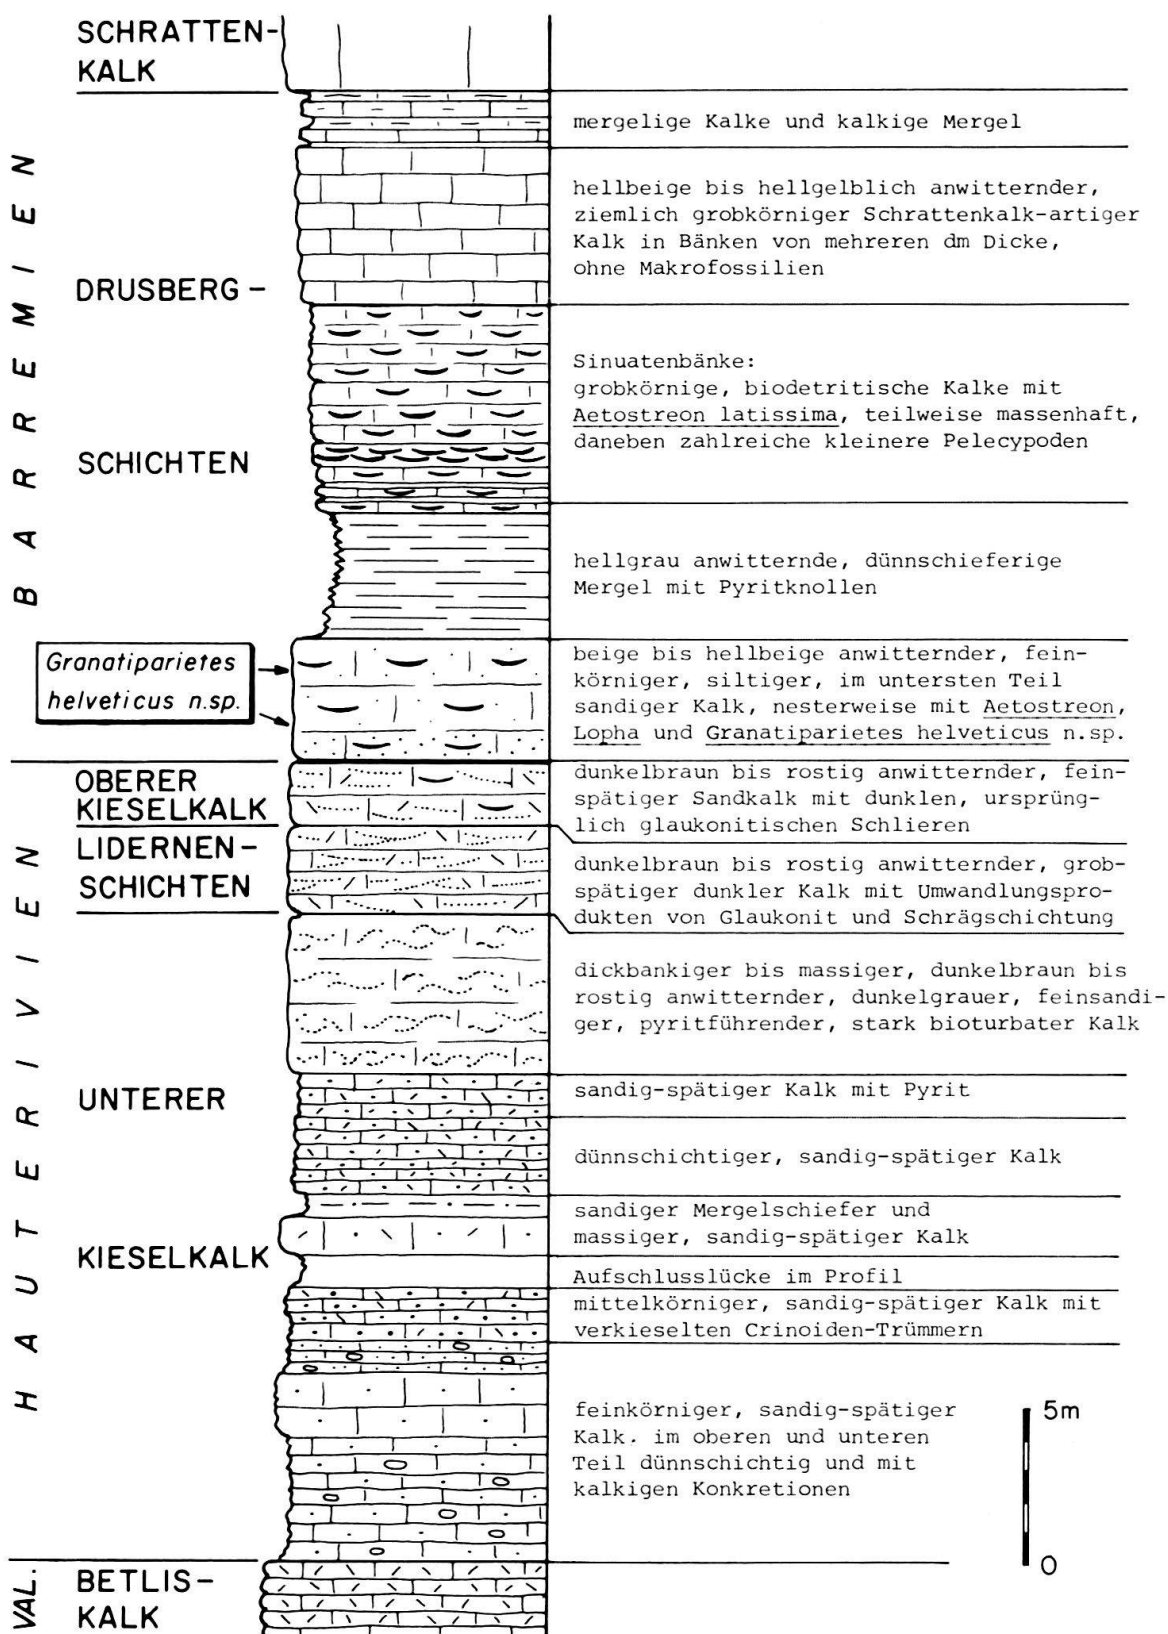 SCHRATTEN-
KALK
mergelige Kalke und kalkige Mergel
BARREMIEN
hellbeige bis hellgelblich anwitternder,
ziemlich grobkörniger Schrattenkalk-artiger
Kalk in Bänken von mehreren dm Dicke,
ohne Makrofossilien
DRUSBERG-
SCHICHTEN
Sinuatenbänke:
grobkörnige, biodetritische Kalke mit
Aetostreon latissima, teilweise massenhaft,
daneben zahlreiche kleinere Pelecypoden
hellgrau anwitternde, dünnschieferige
Mergel mit Pyritknollen
Granatiparietes
helveticus n.sp.
beige bis hellbeige anwitternder, fein-
körniger, siltiger, im untersten Teil
sandiger Kalk, nesterweise mit Aetostreon,
Lopha und Granatiparietes helveticus n.sp.
HAUTERIVIEN
OBERER
KIESELKALK
dunkelbraun bis rostig anwitternder, fein-
spätiger Sandkalk mit dunklen, ursprüng-
lich glaukonitischen Schlieren
LIDERNEN-
SCHICHTEN
dunkelbraun bis rostig anwitternder, grob-
spätiger dunkler Kalk mit Umwandlungspro-
dukten von Glaukonit und Schrägschichtung
UNTERER
KIESELKALK
dickbankiger bis massiger, dunkelbraun bis
rostig anwitternder, dunkelgrauer, feinsandi-
ger, pyritführender, stark bioturbater Kalk
sandig-spätiger Kalk mit Pyrit
dünnschichtiger, sandig-spätiger Kalk
sandiger Mergelschiefer und
massiger, sandig-spätiger Kalk
Aufschlusslücke im Profil
mittelkörniger, sandig-spätiger Kalk mit
verkieselten Crinoiden-Trümmern
feinkörniger, sandig-spätiger
Kalk. im oberen und unteren
Teil dünnschichtig und mit
kalkigen Konkretionen
5m
0
VAL.
BETLIS-
KALK